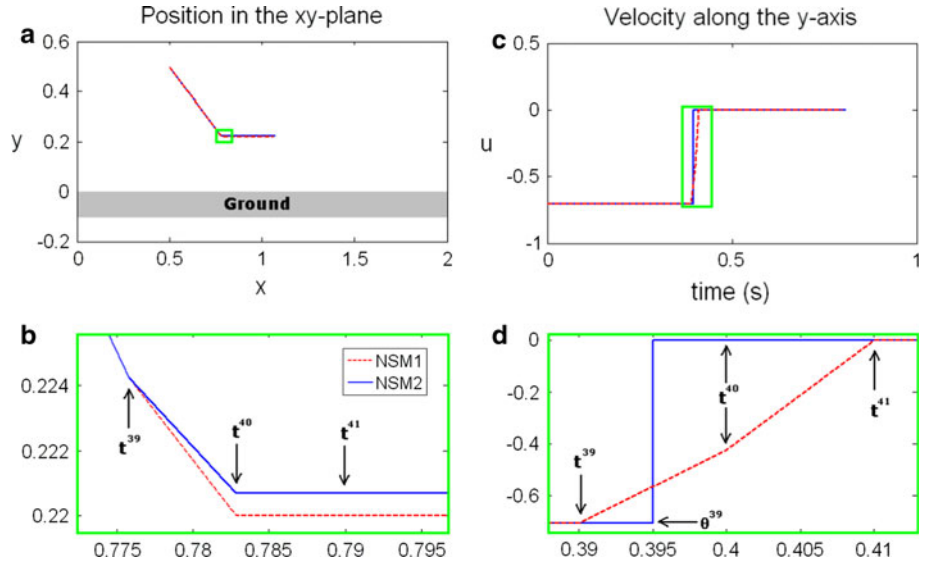 Position in the xy-plane
a
0.6
0.4
y
0.2
0
Ground
-0.2
0 0.5 1 1.5 2
x
Velocity along the y-axis
c
0.5
0
u
-0.5
-1
0 0.5 1
time (s)
b
NSM1
NSM2
0.224
t39
t40
t41
0.222
0.22
0.775 0.78 0.785 0.79 0.795
d
-0
-0.2
t40
t41
-0.4
t39
-0.6
θ39
0.39 0.395 0.4 0.405 0.41